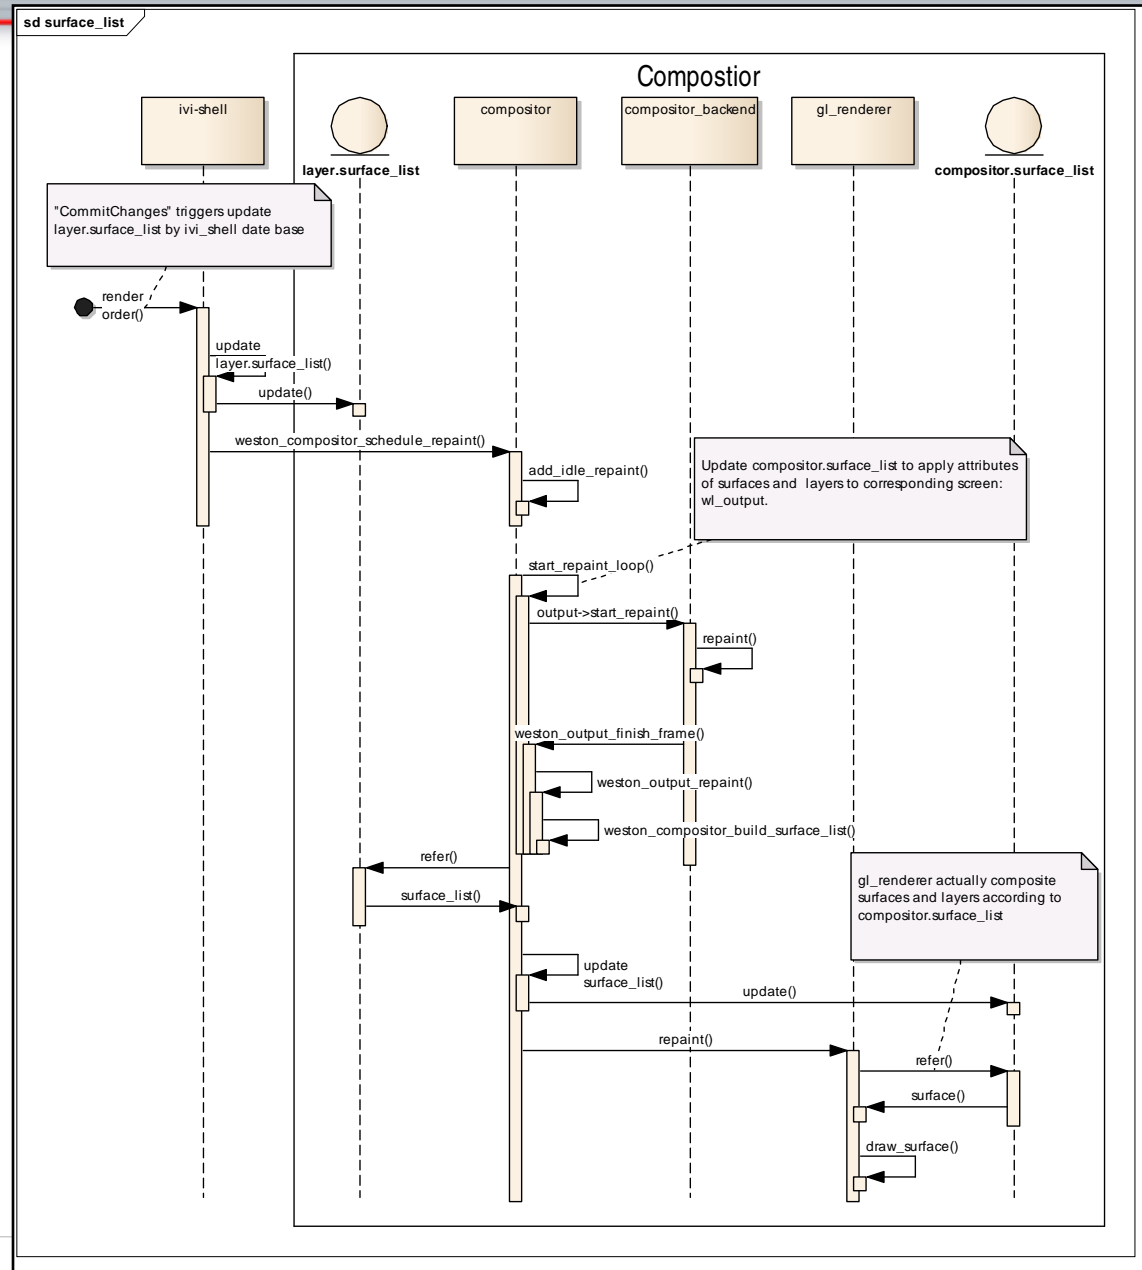 sd surface_list
Compostior
ivi-shell
compositor
compositor_backend
gl_renderer
layer.surface_list
compositor.surface_list
"CommitChanges" triggers update
layer.surface_list by ivi_shell date base
render
order()
update
layer.surface_list()
update()
weston_compositor_schedule_repaint()
add_idle_repaint()
Update compositor.surface_list to apply attributes
of surfaces and layers to corresponding screen:
wl_output.
start_repaint_loop()
output->start_repaint()
repaint()
weston_output_finish_frame()
weston_output_repaint()
weston_compositor_build_surface_list()
refer()
surface_list()
gl_renderer actually composite
surfaces and layers according to
compositor.surface_list
update
surface_list()
update()
repaint()
refer()
surface()
draw_surface()